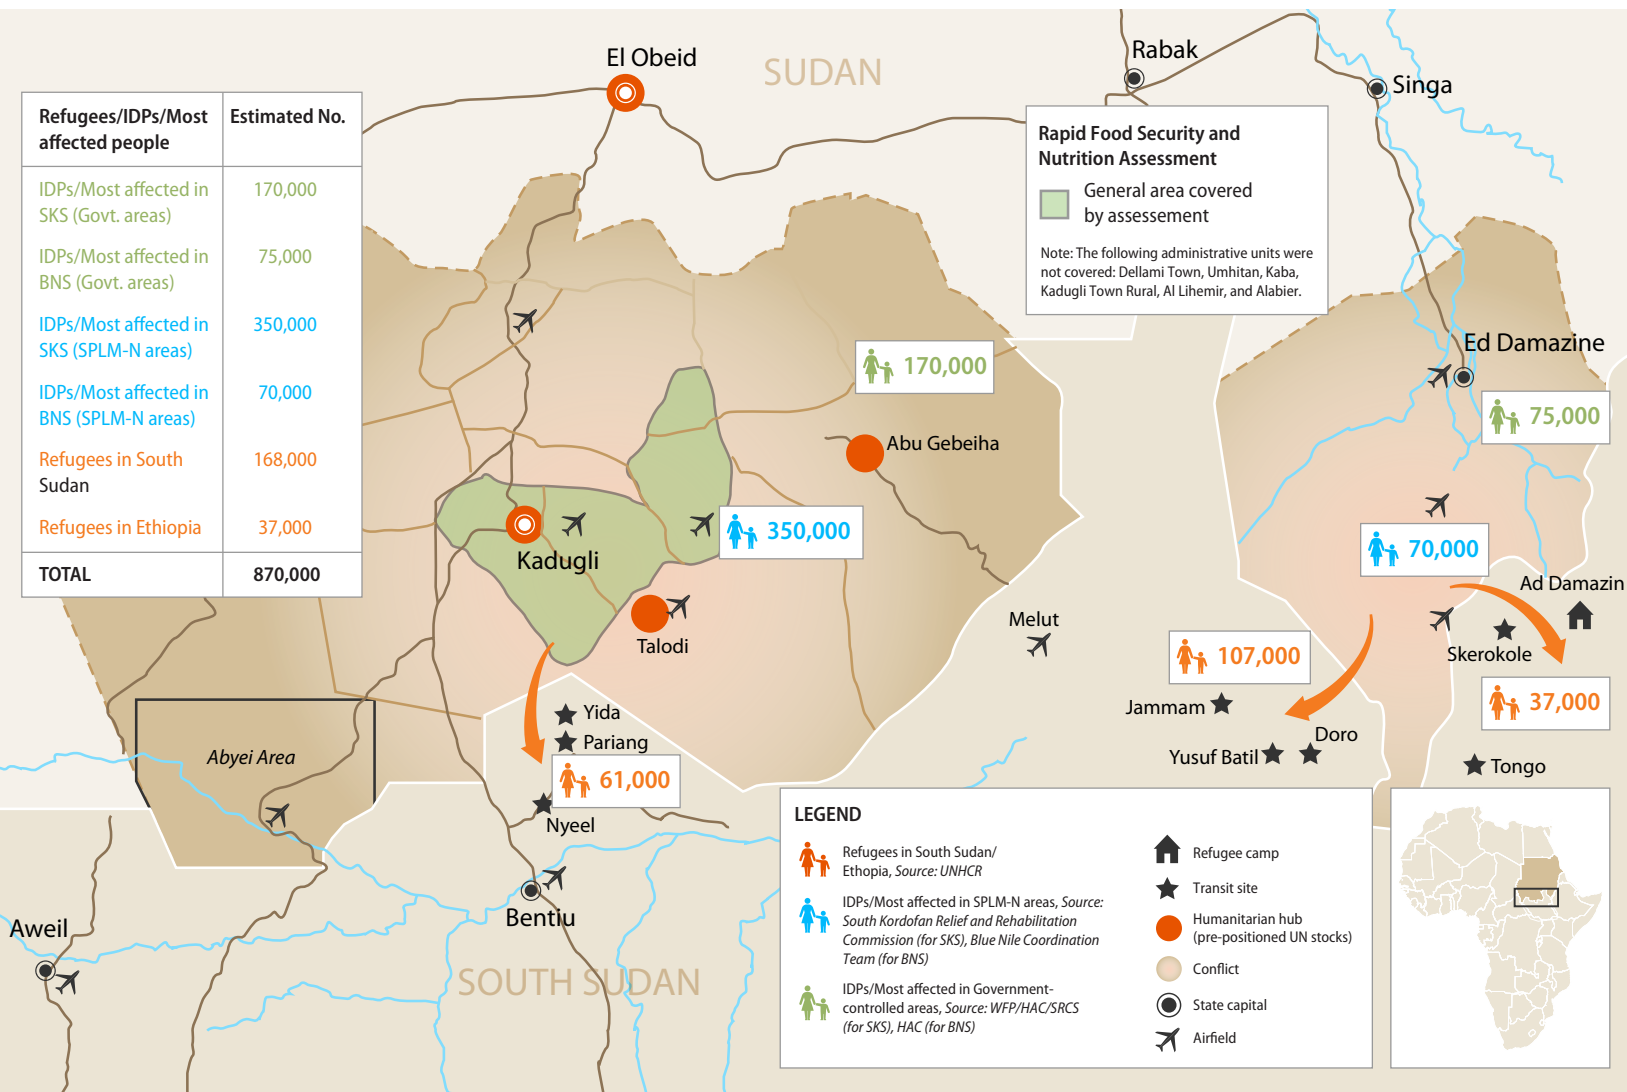 El Obeid
SUDAN
Rabak
Singa
Refugees/IDPs/Most
affected people
Estimated No.
IDPs/Most affected in
SKS (Govt. areas)
170,000
IDPs/Most affected in
BNS (Govt. areas)
75,000
IDPs/Most affected in
SKS (SPLM-N areas)
350,000
IDPs/Most affected in
BNS (SPLM-N areas)
70,000
Refugees in South
Sudan
168,000
Refugees in Ethiopia
37,000
TOTAL
870,000
Rapid Food Security and
Nutrition Assessment
General area covered
by assessement
Note: The following administrative units were
not covered: Dellami Town, Umhitan, Kaba,
Kadugli Town Rural, Al Lihemir, and Alabier.
Ed Damazine
170,000
75,000
Abu Gebeiha
350,000
Kadugli
70,000
Ad Damazin
Melut
Talodi
Skerokole
107,000
37,000
Jammam
Yida
Pariang
Doro
Yusuf Batil
Tongo
Abyei Area
61,000
Nyeel
Bentiu
Aweil
SOUTH SUDAN
LEGEND
Refugees in South Sudan/
Ethopia, Source: UNHCR
IDPs/Most affected in SPLM-N areas, Source:
South Kordofan Relief and Rehabilitation
Commission (for SKS), Blue Nile Coordination
Team (for BNS)
IDPs/Most affected in Government-
controlled areas, Source: WFP/HAC/SRCS
(for SKS), HAC (for BNS)
Refugee camp
Transit site
Humanitarian hub
(pre-positioned UN stocks)
Conflict
State capital
Airfield